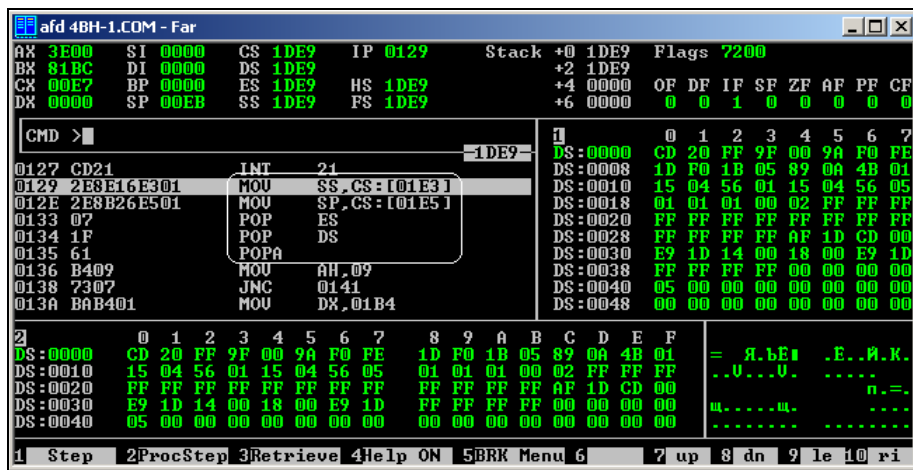 afd 4BH-1.COM - Far
AX 3E00 SI 0000 CS 1DE9 IP 0129 Stack +0 1DE9 Flags 7200
BX 81BC DI 0000 DS 1DE9 +2 1DE9
CX 00E7 BP 0000 ES 1DE9 HS 1DE9 +4 0000 OF DF IF SF ZF AF PF CF
DX 0000 SP 00EB SS 1DE9 FS 1DE9 +6 0000 0 0 1 0 0 0 0 0
CMD > 1 0 1 2 3 4 5 6 7
1DE9 DS:0000 CD 20 FF 9F 00 9A F0 FE
0127 CD21 INT 21 DS:0008 1D F0 1B 05 89 0A 4B 01
0129 2E8E16E301 MOV SS,CS:[01E3] DS:0010 15 04 56 01 15 04 56 05
012E 2E8B26E501 MOV SP,CS:[01E5] DS:0018 01 01 01 00 02 FF FF FF
0133 07 POP ES DS:0020 FF FF FF FF FF FF FF FF
0134 1F POP DS DS:0028 FF FF FF FF AF 1D CD 00
0135 61 POPA DS:0030 E9 1D 14 00 18 00 E9 1D
0136 B409 MOV AH,09 DS:0038 FF FF FF FF 00 00 00 00
0138 7307 JNC 0141 DS:0040 05 00 00 00 00 00 00 00
013A BAB401 MOV DX,01B4 DS:0048 00 00 00 00 00 00 00 00
2 0 1 2 3 4 5 6 7 8 9 A B C D E F
DS:0000 CD 20 FF 9F 00 9A F0 FE 1D F0 1B 05 89 0A 4B 01 = Я.ЪЁ■ .Ё..Й.К.
DS:0010 15 04 56 01 15 04 56 05 01 01 01 00 02 FF FF FF ..V...V. .....
DS:0020 FF FF FF FF FF FF FF FF FF FF FF FF AF 1D CD 00 п.=.
DS:0030 E9 1D 14 00 18 00 E9 1D FF FF FF FF 00 00 00 00 щ.....щ. ....
DS:0040 05 00 00 00 00 00 00 00 00 00 00 00 00 00 00 00 ........ ........
1 Step 2ProcStep 3Retrieve 4Help ON 5BRK Menu 6 7 up 8 dn 9 le 10 ri